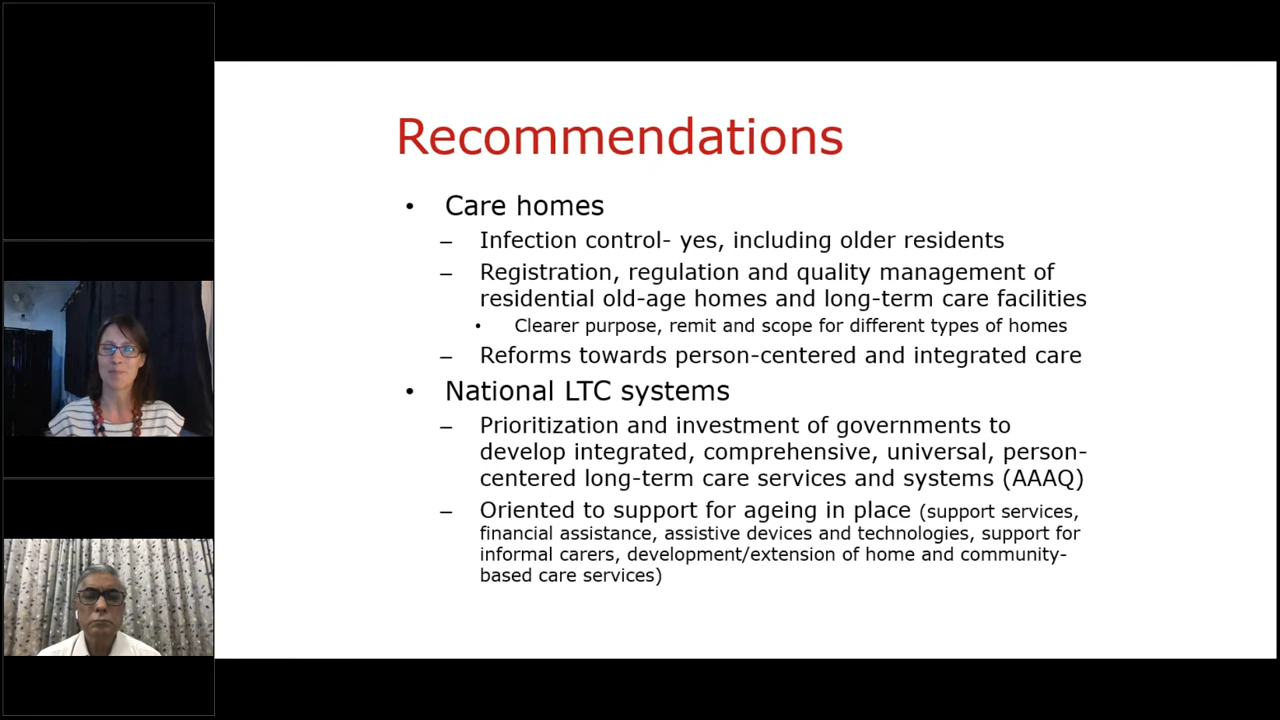 Recommendations
• Care homes
– Infection control- yes, including older residents
– Registration, regulation and quality management of
residential old-age homes and long-term care facilities
• Clearer purpose, remit and scope for different types of homes
– Reforms towards person-centered and integrated care
• National LTC systems
– Prioritization and investment of governments to
develop integrated, comprehensive, universal, person-
centered long-term care services and systems (AAAQ)
– Oriented to support for ageing in place (support services,
financial assistance, assistive devices and technologies, support for
informal carers, development/extension of home and community-
based care services)